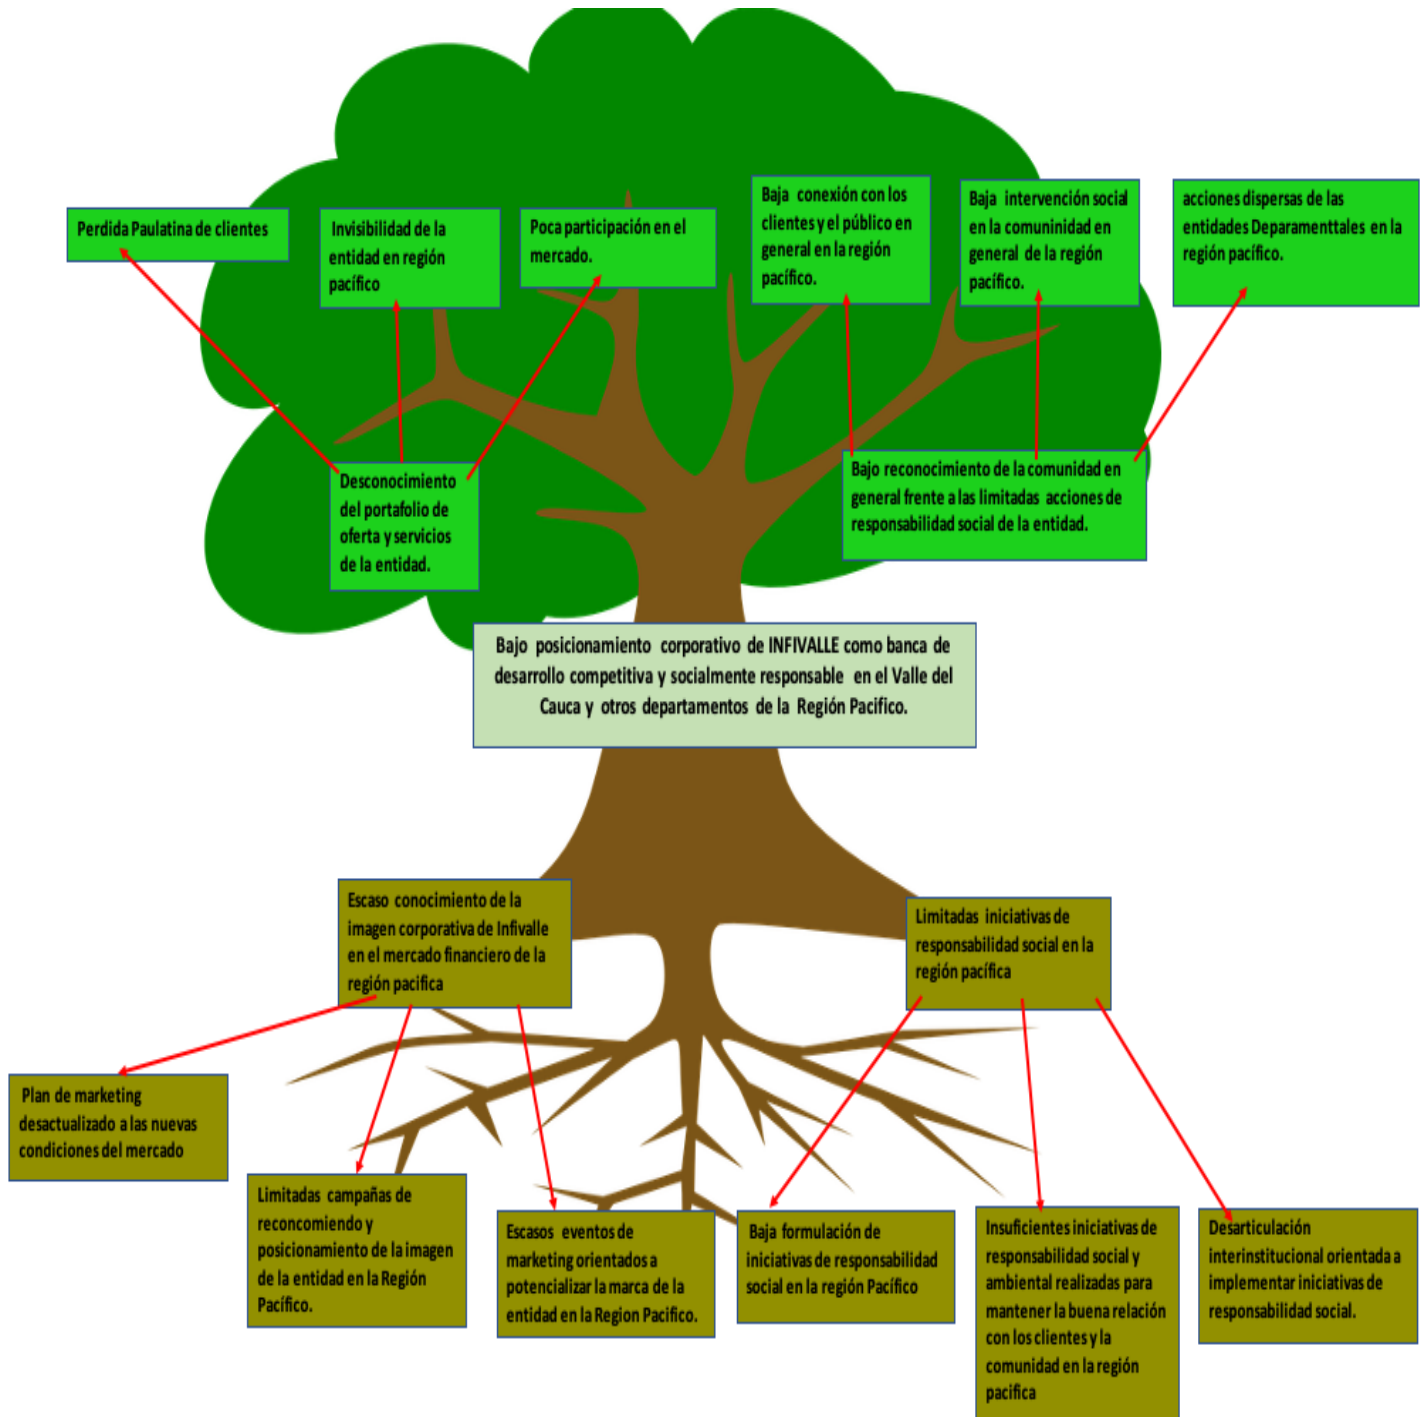 Perdida Paulatina de clientes
Invisibilidad de la
entidad en región
pacífico
Poca participación en el
mercado.
Baja conexión con los
clientes y el público en
general en la región
pacífico.
Baja intervención social
en la comuninidad en
general de la región
pacífico.
acciones dispersas de las
entidades Deparamenttales en la
región pacífico.
Desconocimiento
del portafolio de
oferta y servicios
de la entidad.
Bajo reconocimiento de la comunidad en
general frente a las limitadas acciones de
responsabilidad social de la entidad.
Bajo posicionamiento corporativo de INFIVALLE como banca de
desarrollo competitiva y socialmente responsable en el Valle del
Cauca y otros departamentos de la Región Pacifico.
Escaso conocimiento de la
imagen corporativa de Infivalle
en el mercado financiero de la
región pacifica
Limitadas iniciativas de
responsabilidad social en la
región pacífica
Plan de marketing
desactualizado a las nuevas
condiciones del mercado
Limitadas campañas de
reconcomiendo y
posicionamiento de la imagen
de la entidad en la Región
Pacífico.
Escasos eventos de
marketing orientados a
potencializar la marca de la
entidad en la Region Pacifico.
Baja formulación de
iniciativas de responsabilidad
social en la región Pacífico
Insuficientes iniciativas de
responsabilidad social y
ambiental realizadas para
mantener la buena relación
con los clientes y la
comunidad en la región
pacifica
Desarticulación
interinstitucional orientada a
implementar iniciativas de
responsabilidad social.